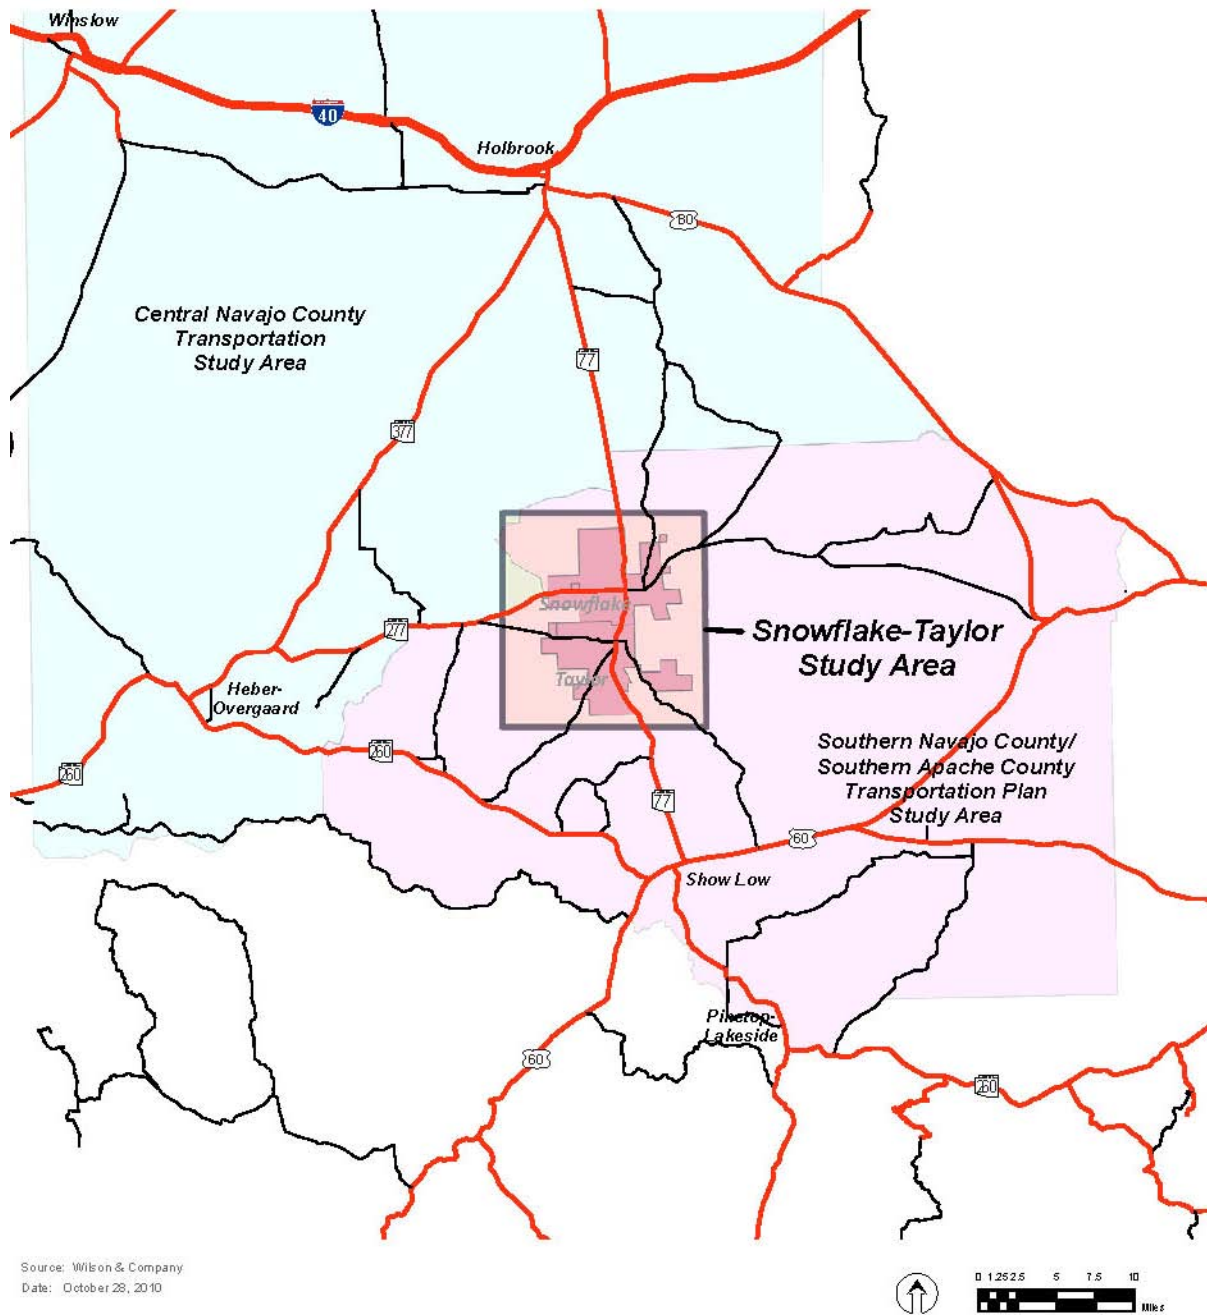 Winslow
40
Holbrook
80
Central Navajo County
Transportation
Study Area
77
377
Snowflake
277
Snowflake-Taylor
Study Area
Taylor
Heber-
Overgaard
260
260
Southern Navajo County/
Southern Apache County
Transportation Plan
Study Area
77
60
Show Low
Pinetop-
Lakeside
60
260
Source: Wilson & Company
Date: October 28, 2010
0 1.25 2.5 5 7.5 10
Miles